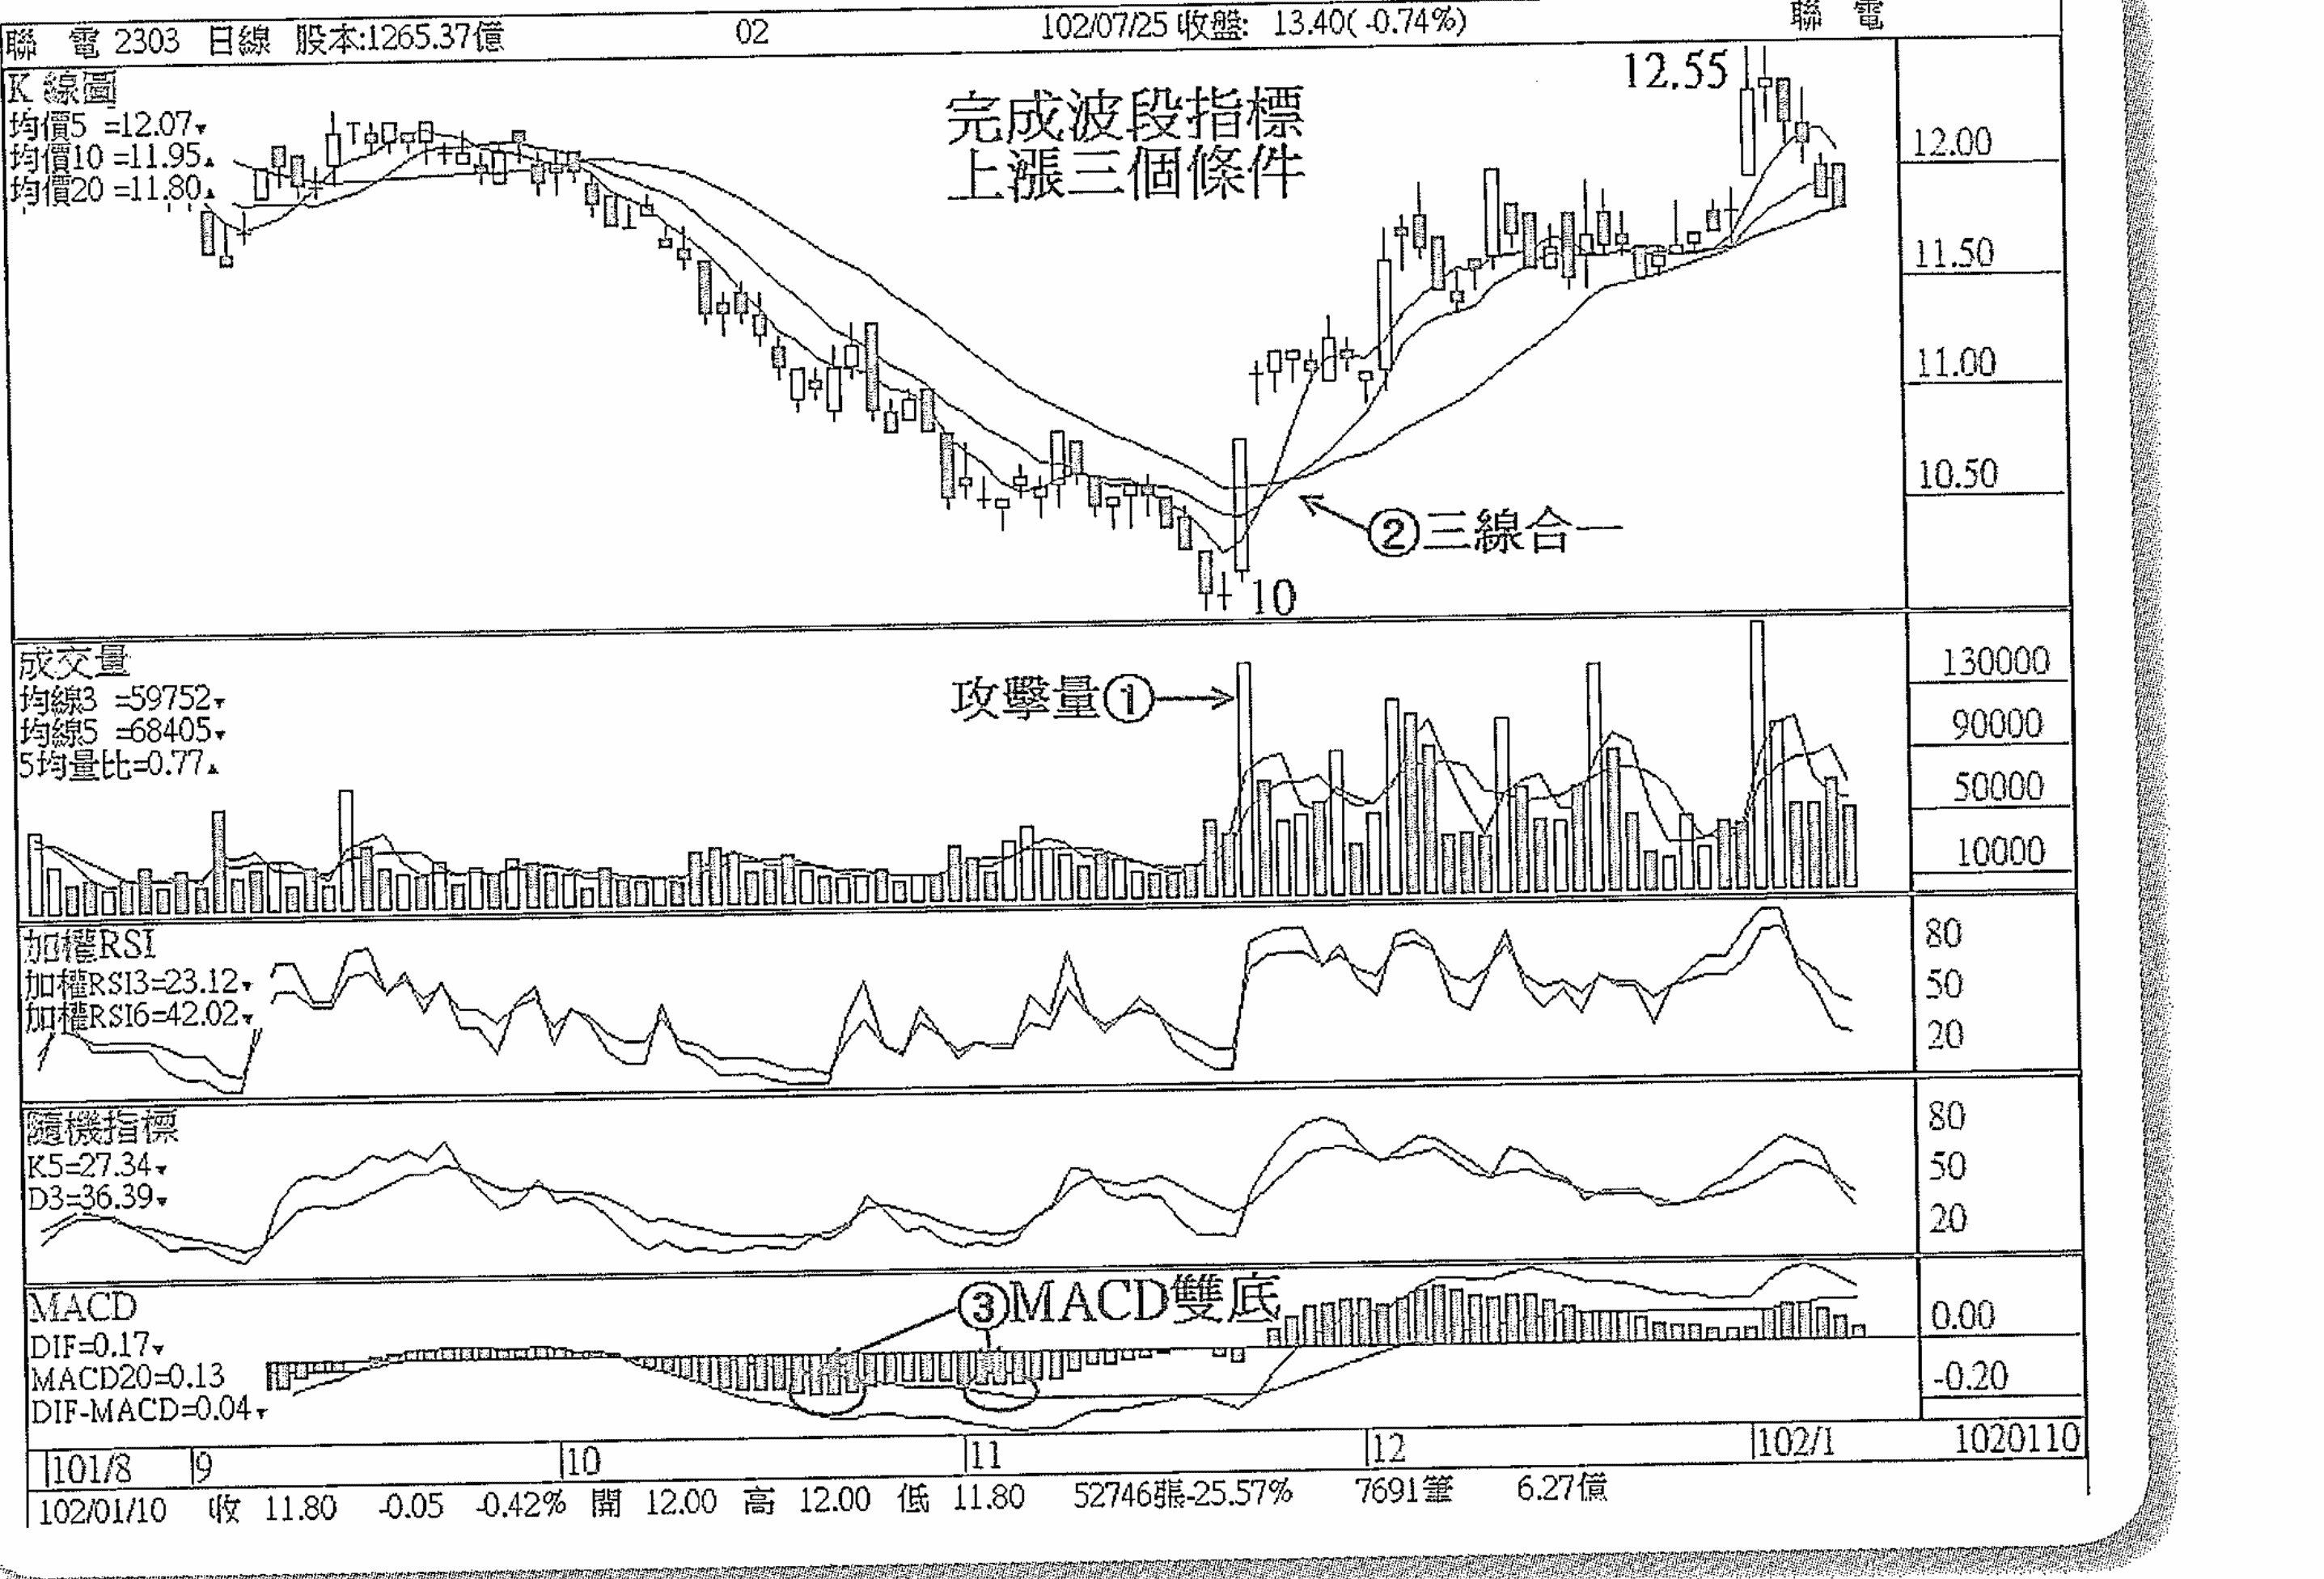 聯 電 2303 日線 股本:1265.37億 02 102/07/25 收盤: 13.40( -0.74%) 聯 電
K 線圖
均價5 =12.07▼
均價10 =11.95▲
均價20 =11.80▲
完成波段指標
上漲三個條件
12.55
12.00
11.50
11.00
10.50
②三線合一
10
成交量
均線3 =59752▼
均線5 =68405▼
5均量比=0.77▲
攻擊量①
130000
90000
50000
10000
加權RSI
加權RSI3=23.12▼
加權RSI6=42.02▼
80
50
20
隨機指標
K5=27.34▼
D3=36.39▼
80
50
20
MACD
DIF=0.17▼
MACD20=0.13
DIF-MACD=0.04▼
③MACD雙底
0.00
-0.20
101/8 9 10 11 12 102/1 1020110
102/01/10 收 11.80 -0.05 -0.42% 開 12.00 高 12.00 低 11.80 52746張-25.57% 7691筆 6.27億